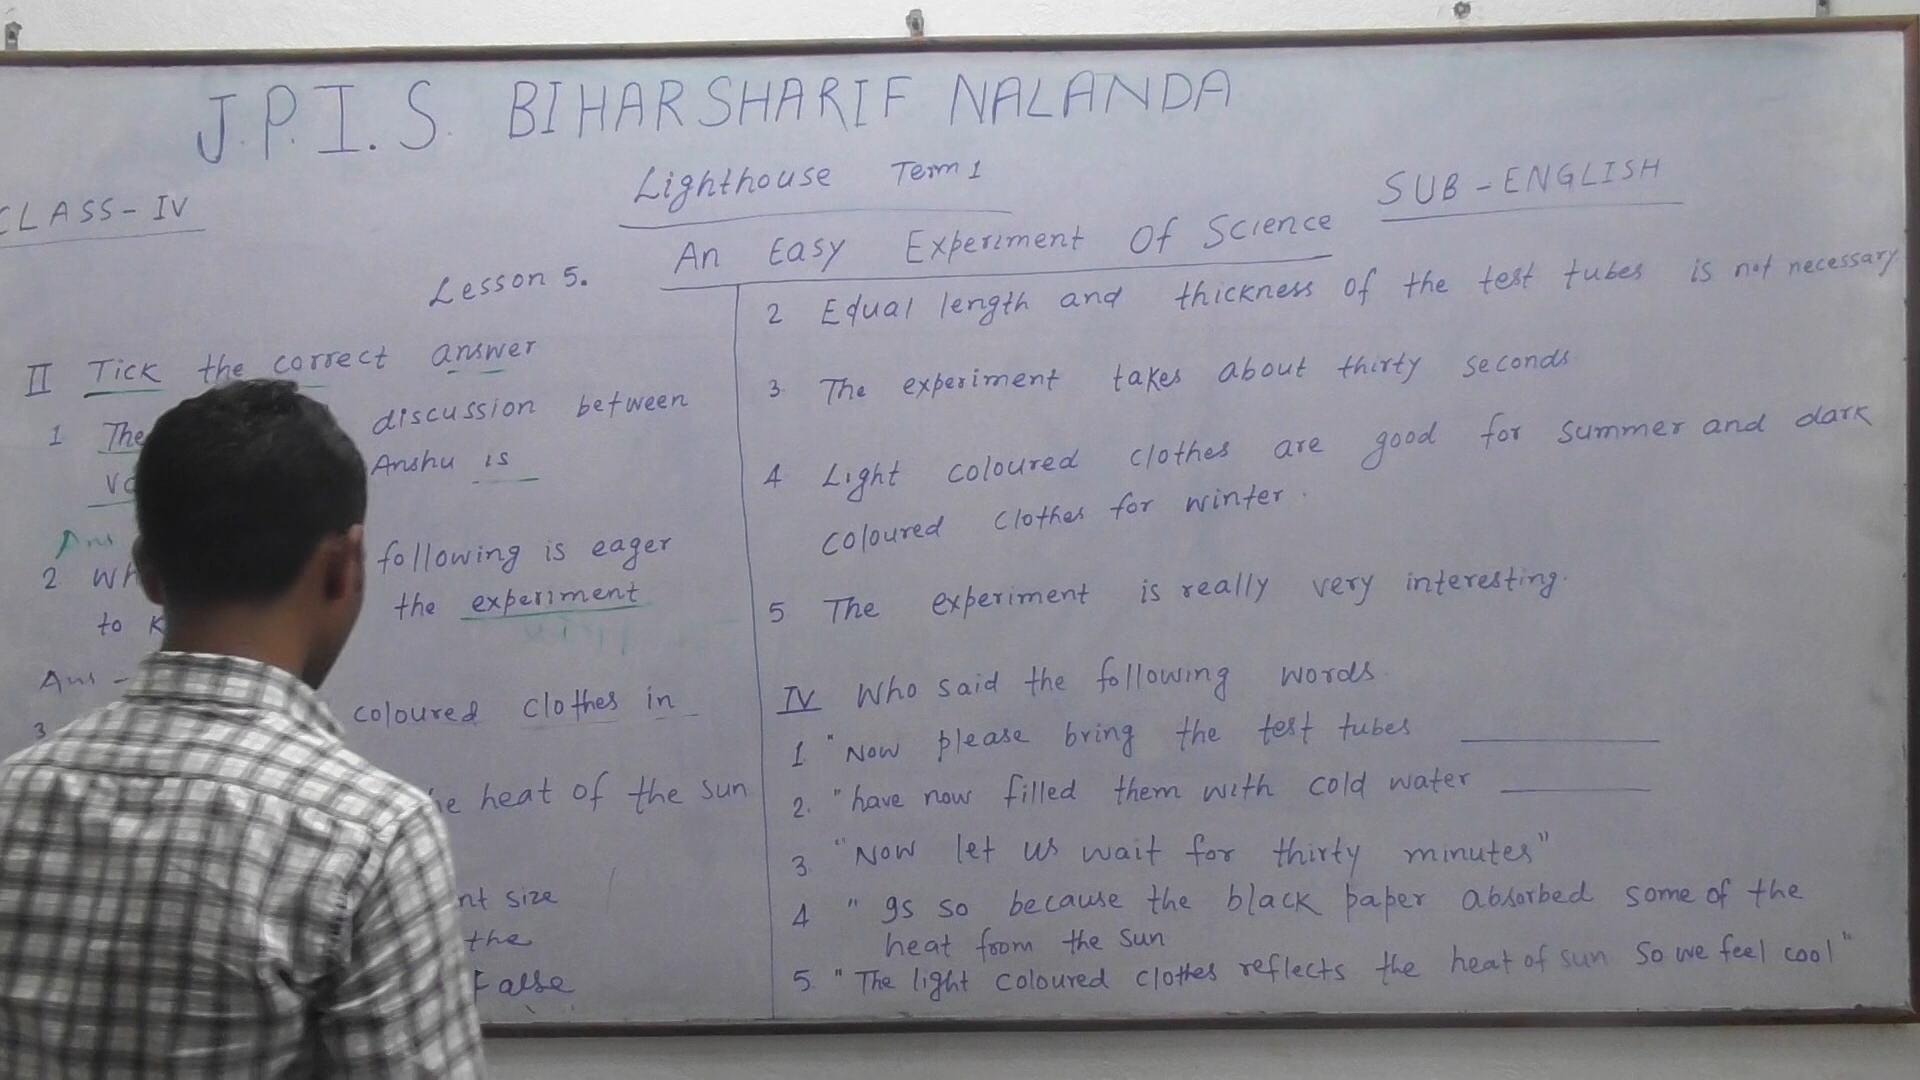 J.P.I.S. BIHARSHARIF NALANDA
Lighthouse Term 1
CLASS-IV
SUB-ENGLISH
An Easy Experiment Of Science
Lesson 5.
II Tick the correct answer
1 The discussion between
Anshu is
Ans
2 following is eager
to the experiment
Ans -
3 coloured clothes in
heat of the sun
size
the
False
2 Equal length and thickness of the test tubes is not necessary
3. The experiment takes about thirty seconds
4 Light coloured clothes are good for summer and dark
coloured clothes for winter.
5 The experiment is really very interesting.
IV Who said the following words.
1. "Now please bring the test tubes
2. "have now filled them with cold water
3. "Now let us wait for thirty minutes"
4 " gs so because the black paper absorbed some of the
heat from the sun
5. "The light coloured clothes reflects the heat of sun so we feel cool"